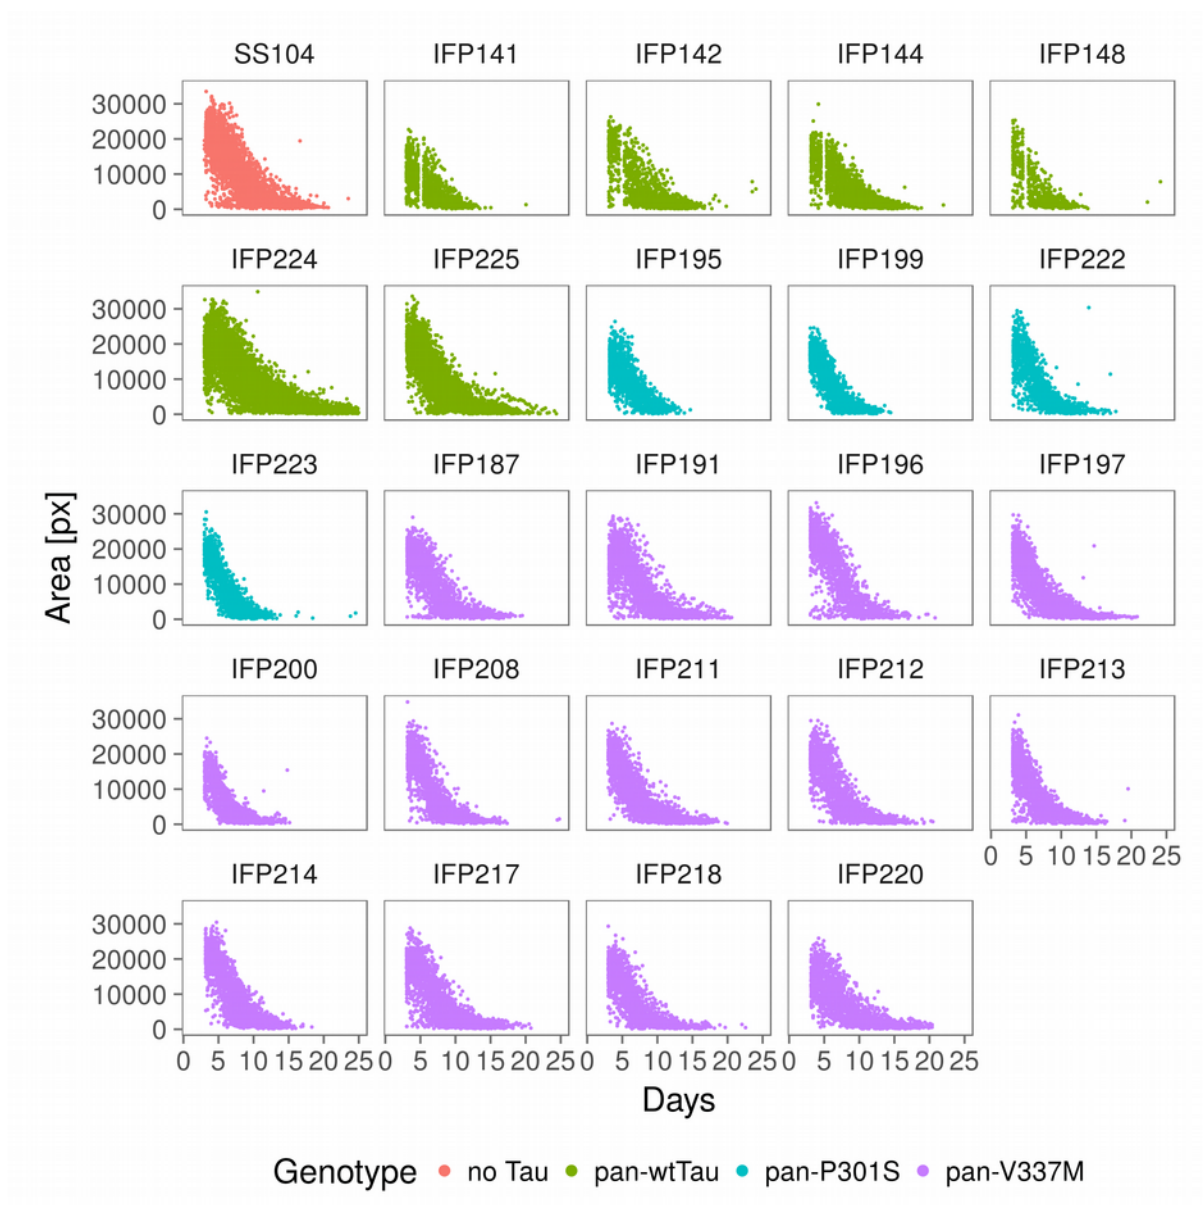 SS104 IFP141 IFP142 IFP144 IFP148
30000
20000
10000
0
IFP224 IFP225 IFP195 IFP199 IFP222
30000
20000
10000
0
IFP223 IFP187 IFP191 IFP196 IFP197
30000
20000
10000
0
Area [px]
IFP200 IFP208 IFP211 IFP212 IFP213
30000
20000
10000
0
0 5 10 15 20 25
IFP214 IFP217 IFP218 IFP220
30000
20000
10000
0
0 5 10 15 20 25 0 5 10 15 20 25 0 5 10 15 20 25 0 5 10 15 20 25
Days
Genotype no Tau pan-wtTau pan-P301S pan-V337M